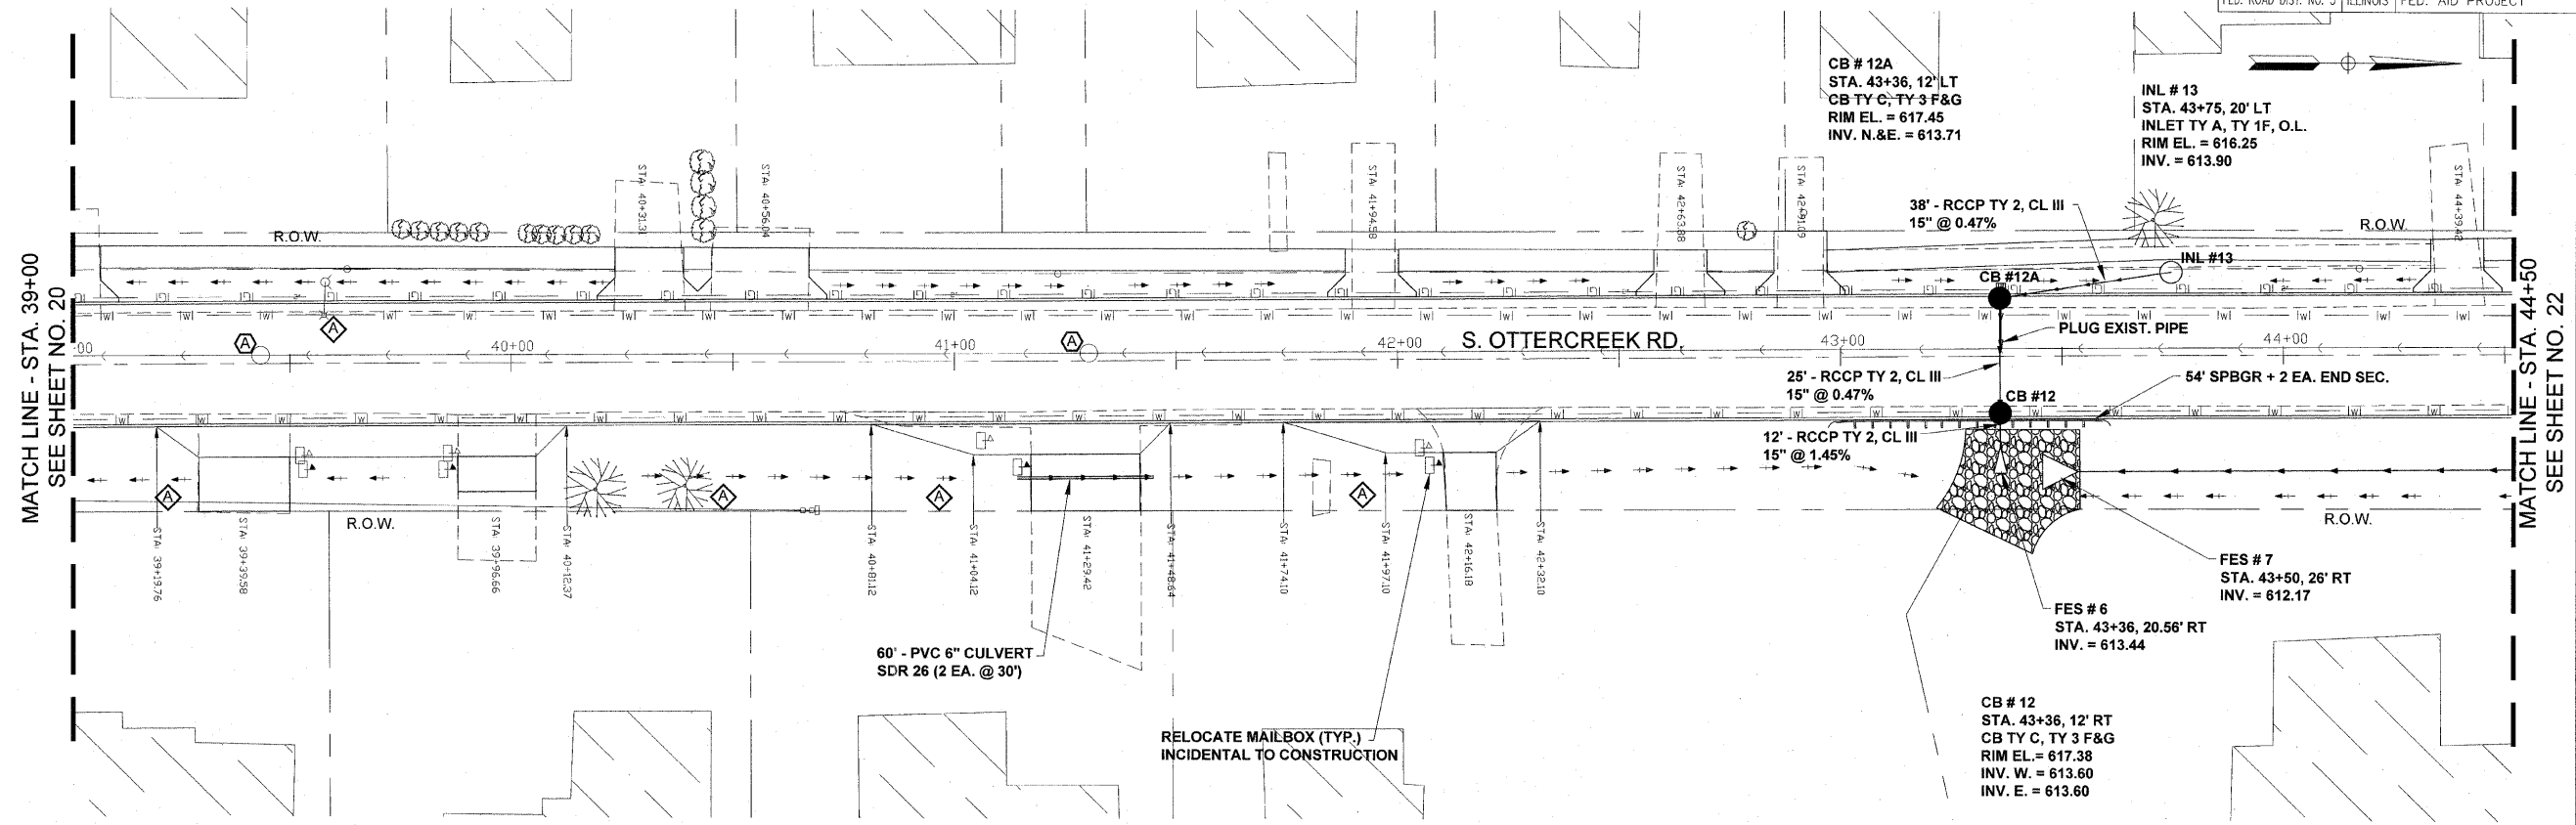 FED. ROAD DIST. NO. 5 ILLINOIS FED. AID PROJECT
CB # 12A
STA. 43+36, 12' LT
CB TY C, TY 3 F&G
RIM EL. = 617.45
INV. N.&E. = 613.71
INL # 13
STA. 43+75, 20' LT
INLET TY A, TY 1F, O.L.
RIM EL. = 616.25
INV. = 613.90
STA: 40+31.31
STA: 40+56.04
STA: 41+94.58
STA: 42+63.88
STA: 42+91.09
STA: 44+39.42
38' - RCCP TY 2, CL III
15" @ 0.47%
R.O.W.
R.O.W.
INL #13
CB #12A
MATCH LINE - STA. 39+00
SEE SHEET NO. 20
MATCH LINE - STA. 44+50
SEE SHEET NO. 22
A
A
A
PLUG EXIST. PIPE
S. OTTERCREEK RD.
40+00
41+00
42+00
43+00
44+00
25' - RCCP TY 2, CL III
15" @ 0.47%
54' SPBGR + 2 EA. END SEC.
CB #12
12' - RCCP TY 2, CL III
15" @ 1.45%
A
A
A
A
R.O.W.
R.O.W.
STA: 39+19.76
STA: 39+39.58
STA: 39+96.66
STA: 40+12.37
STA: 40+81.12
STA: 41+04.12
STA: 41+29.42
STA: 41+48.64
STA: 41+74.10
STA: 41+97.10
STA: 42+16.18
STA: 42+32.10
FES # 7
STA. 43+50, 26' RT
INV. = 612.17
FES # 6
STA. 43+36, 20.56' RT
INV. = 613.44
60' - PVC 6" CULVERT
SDR 26 (2 EA. @ 30')
RELOCATE MAILBOX (TYP.)
INCIDENTAL TO CONSTRUCTION
CB # 12
STA. 43+36, 12' RT
CB TY C, TY 3 F&G
RIM EL.= 617.38
INV. W. = 613.60
INV. E. = 613.60